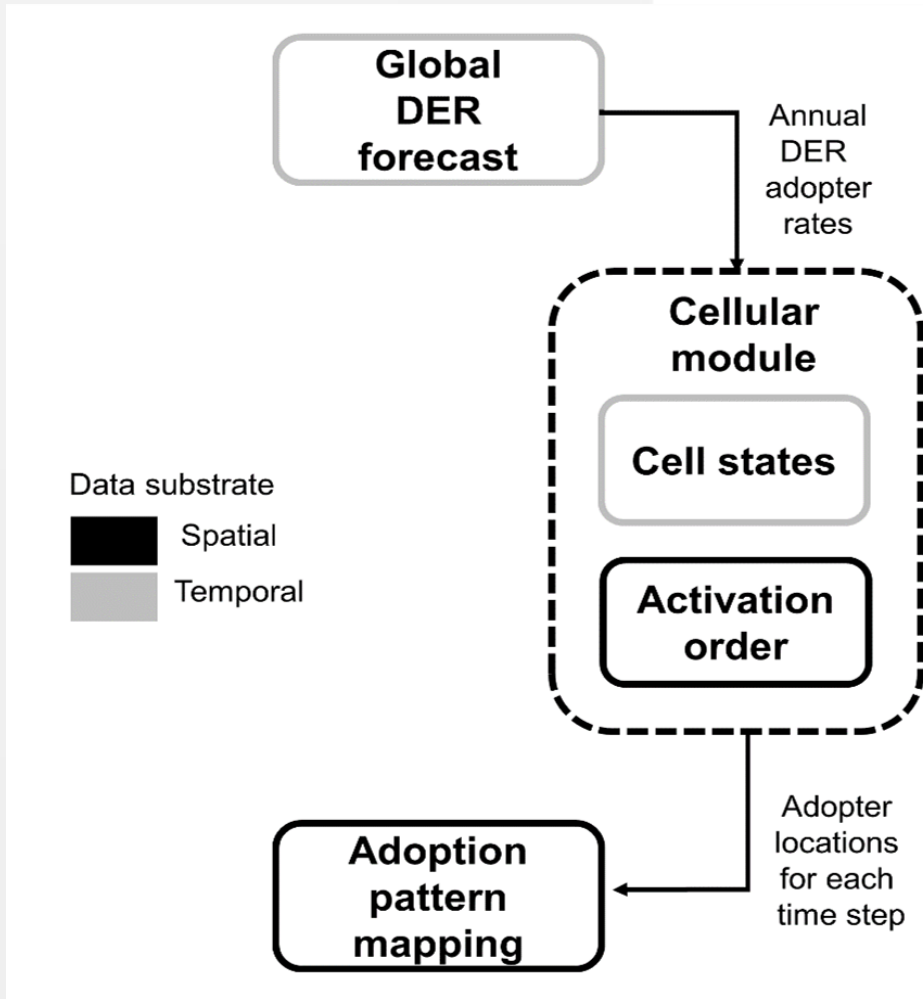 Global
DER
forecast
Annual
DER
adopter
rates
Cellular
module
Cell states
Activation
order
Data substrate
Spatial
Temporal
Adopter
locations
for each
time step
Adoption
pattern
mapping